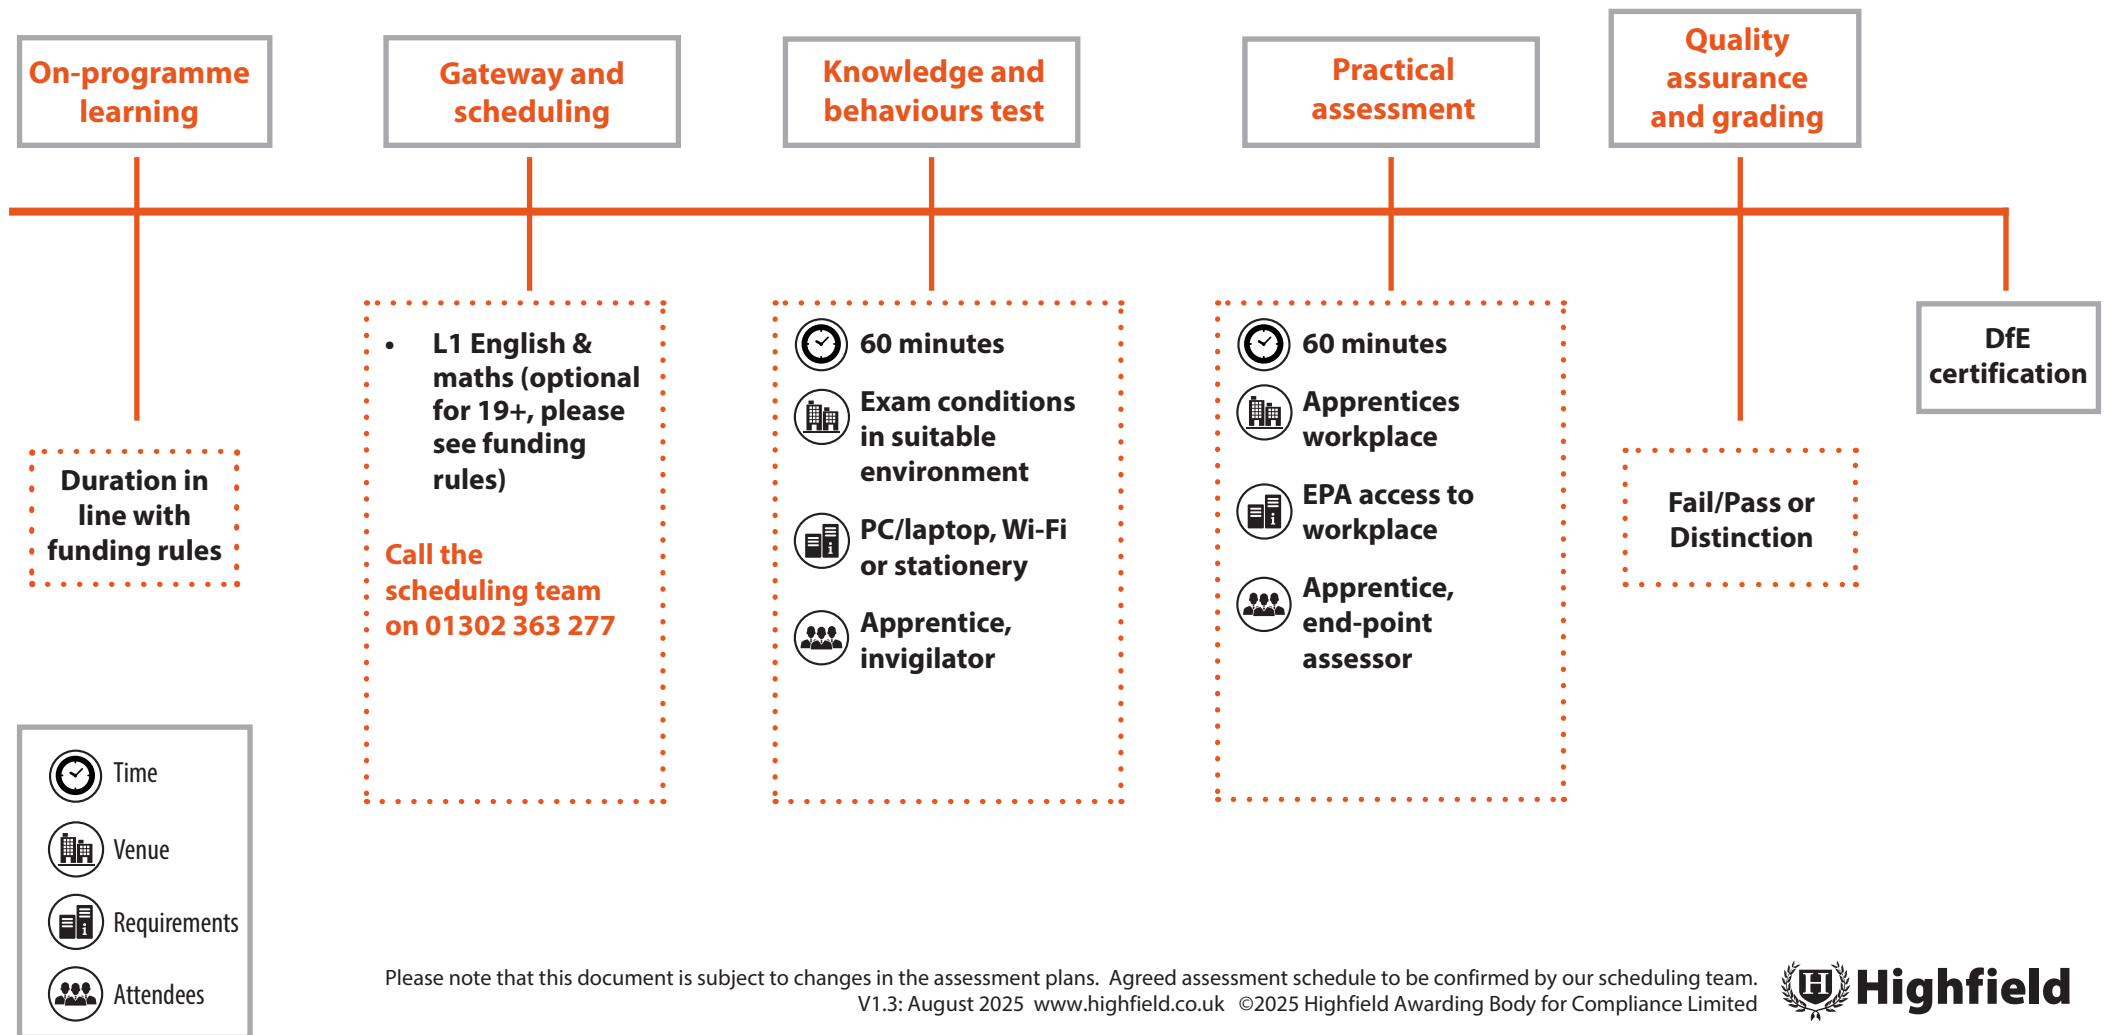 On-programme
learning
Gateway and
scheduling
Knowledge and
behaviours test
Practical
assessment
Quality
assurance
and grading
Duration in
line with
funding rules
• L1 English &
maths (optional
for 19+, please
see funding
rules)
Call the
scheduling team
on 01302 363 277
60 minutes
Exam conditions
in suitable
environment
PC/laptop, Wi-Fi
or stationery
Apprentice,
invigilator
60 minutes
Apprentices
workplace
EPA access to
workplace
Apprentice,
end-point
assessor
Fail/Pass or
Distinction
DfE
certification
Time
Venue
Requirements
Attendees
Please note that this document is subject to changes in the assessment plans. Agreed assessment schedule to be confirmed by our scheduling team.
V1.3: August 2025 www.highfield.co.uk ©2025 Highfield Awarding Body for Compliance Limited
H Highfield